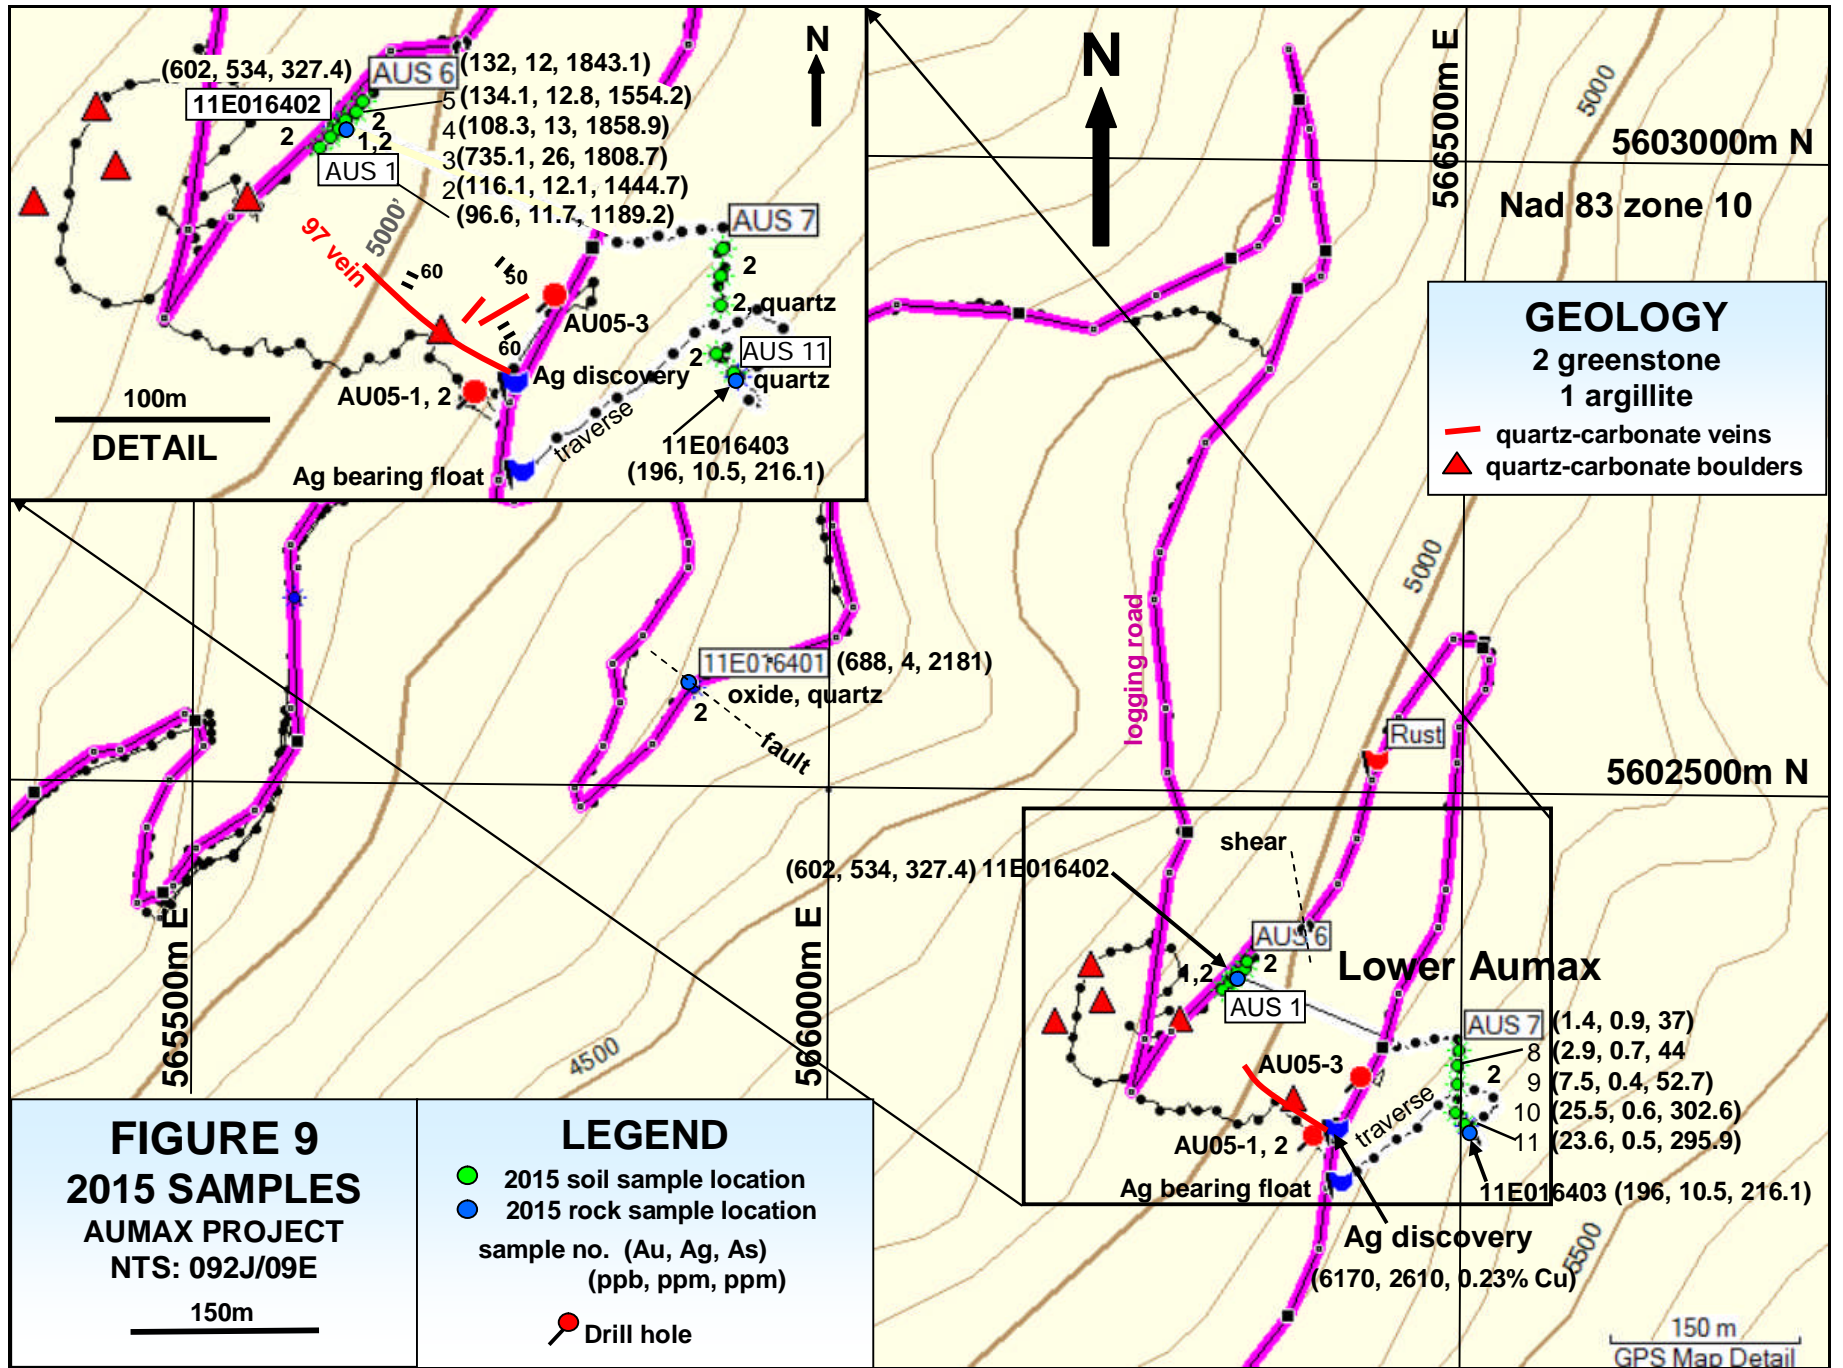 N
(602, 534, 327.4)
AUS 6
(132, 12, 1843.1)
11E016402
5 (134.1, 12.8, 1554.2)
2
2
4 (108.3, 13, 1858.9)
1,2
3 (735.1, 26, 1808.7)
AUS 1
2 (116.1, 12.1, 1444.7)
(96.6, 11.7, 1189.2)
97 vein
5000'
60
50
60
AUS 7
2
2, quartz
AU05-3
2
AUS 11
Ag discovery
quartz
AU05-1, 2
100m
DETAIL
traverse
11E016403
(196, 10.5, 216.1)
Ag bearing float
N
566500m E
5000
5603000m N
Nad 83 zone 10
GEOLOGY
2 greenstone
1 argillite
quartz-carbonate veins
quartz-carbonate boulders
5000
logging road
11E016401 (688, 4, 2181)
oxide, quartz
2
fault
Rust
5602500m N
shear
(602, 534, 327.4) 11E016402
565500m E
566000m E
4500
AUS 6
2
1,2
Lower Aumax
AUS 1
AUS 7 (1.4, 0.9, 37)
8 (2.9, 0.7, 44
2
9 (7.5, 0.4, 52.7)
10 (25.5, 0.6, 302.6)
11 (23.6, 0.5, 295.9)
AU05-3
traverse
AU05-1, 2
Ag bearing float
11E016403 (196, 10.5, 216.1)
Ag discovery
(6170, 2610, 0.23% Cu)
5500
FIGURE 9
2015 SAMPLES
AUMAX PROJECT
NTS: 092J/09E
150m
LEGEND
2015 soil sample location
2015 rock sample location
sample no. (Au, Ag, As)
(ppb, ppm, ppm)
Drill hole
150 m
GPS Map Detail